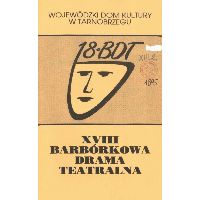 WOJEWÓDZKI DOM KULTURY
W TARNOBRZEGU
18·BDT
XVIII
BARBÓRKOWA
DRAMA
TEATRALNA